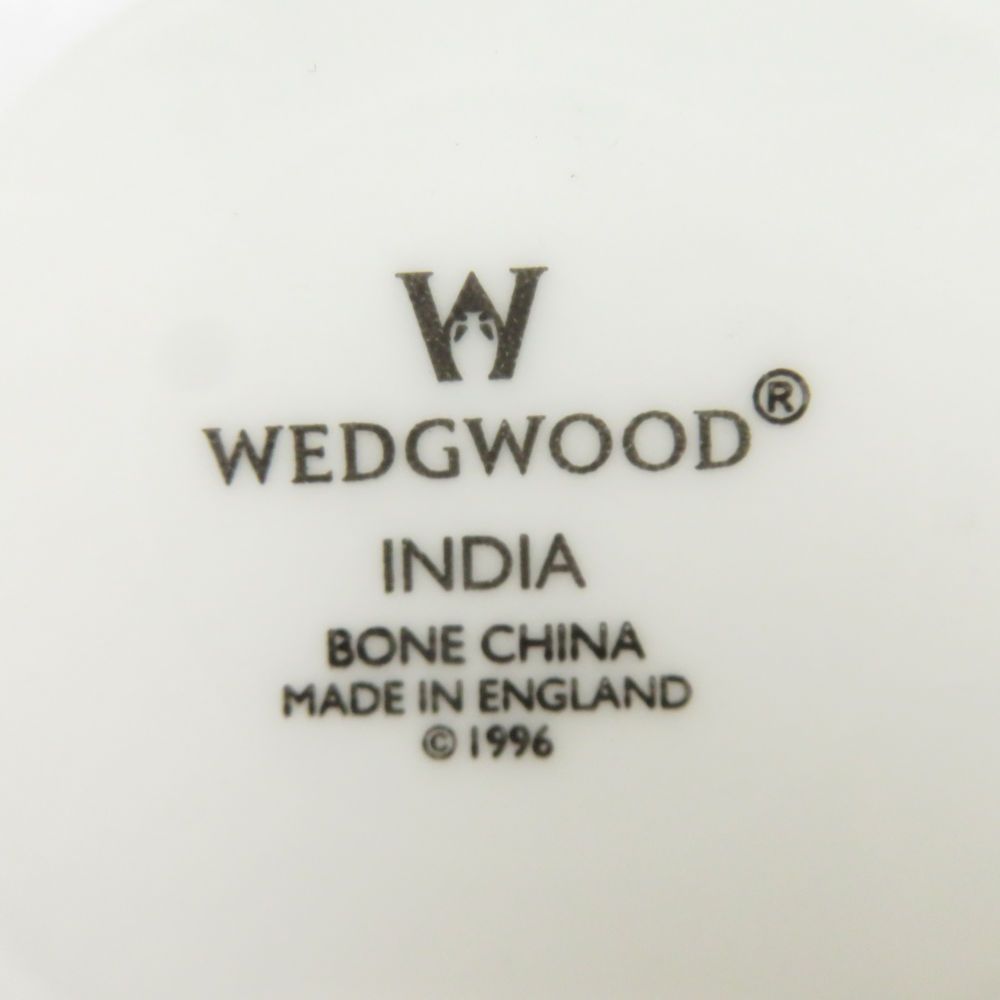 W
WEDGWOOD®
INDIA
BONE CHINA
MADE IN ENGLAND
© 1996